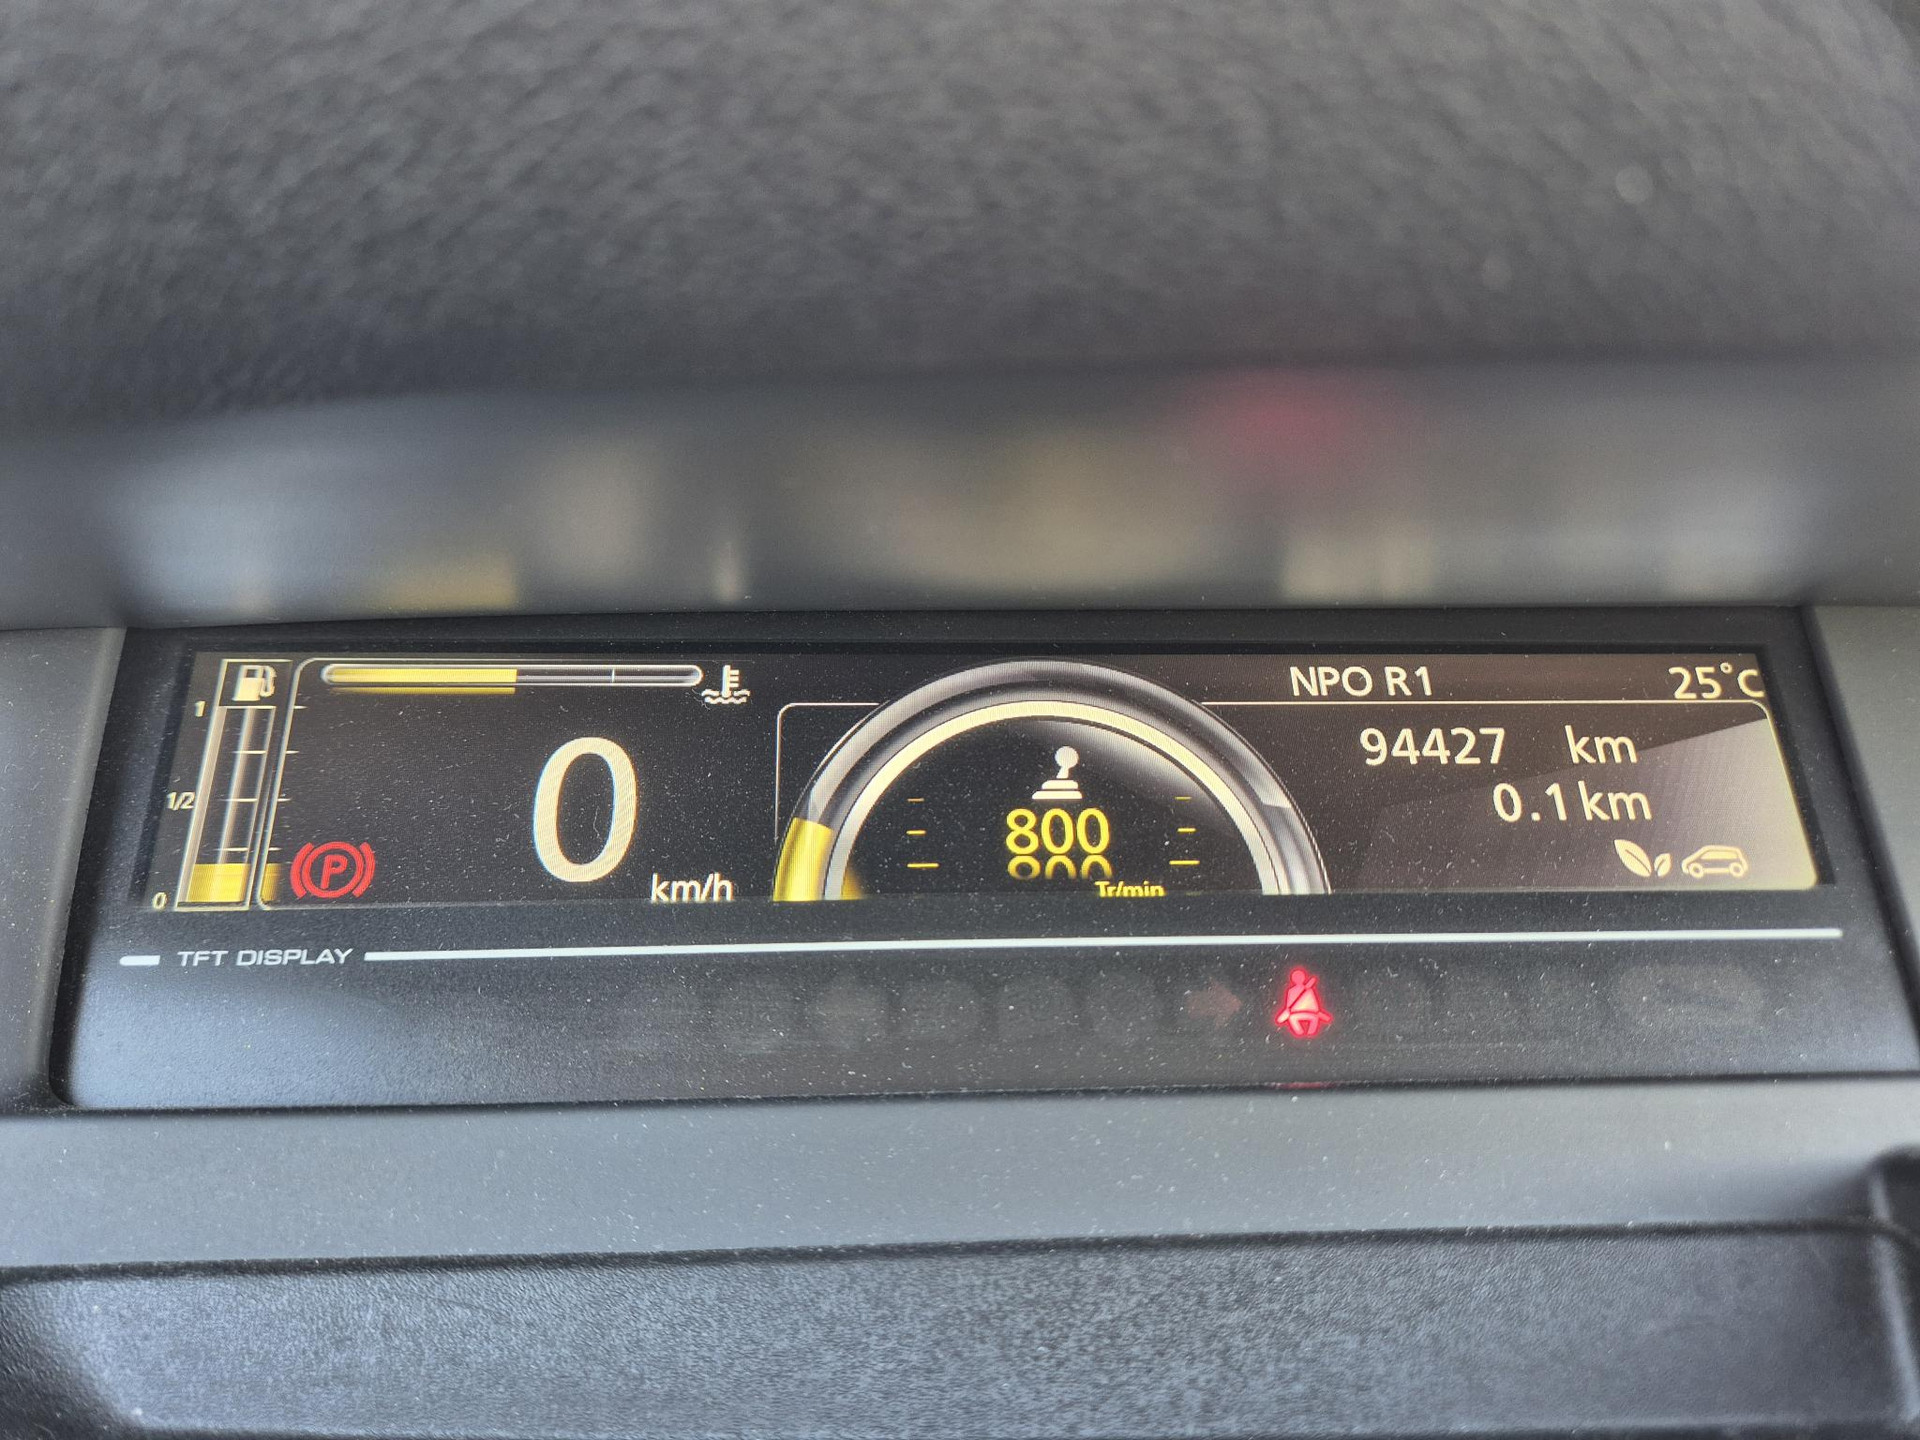 NPO R1 25°C
1
94427 km
1/2
0
800
0.1 km
P
km/h
Tr/min
0
TFT DISPLAY